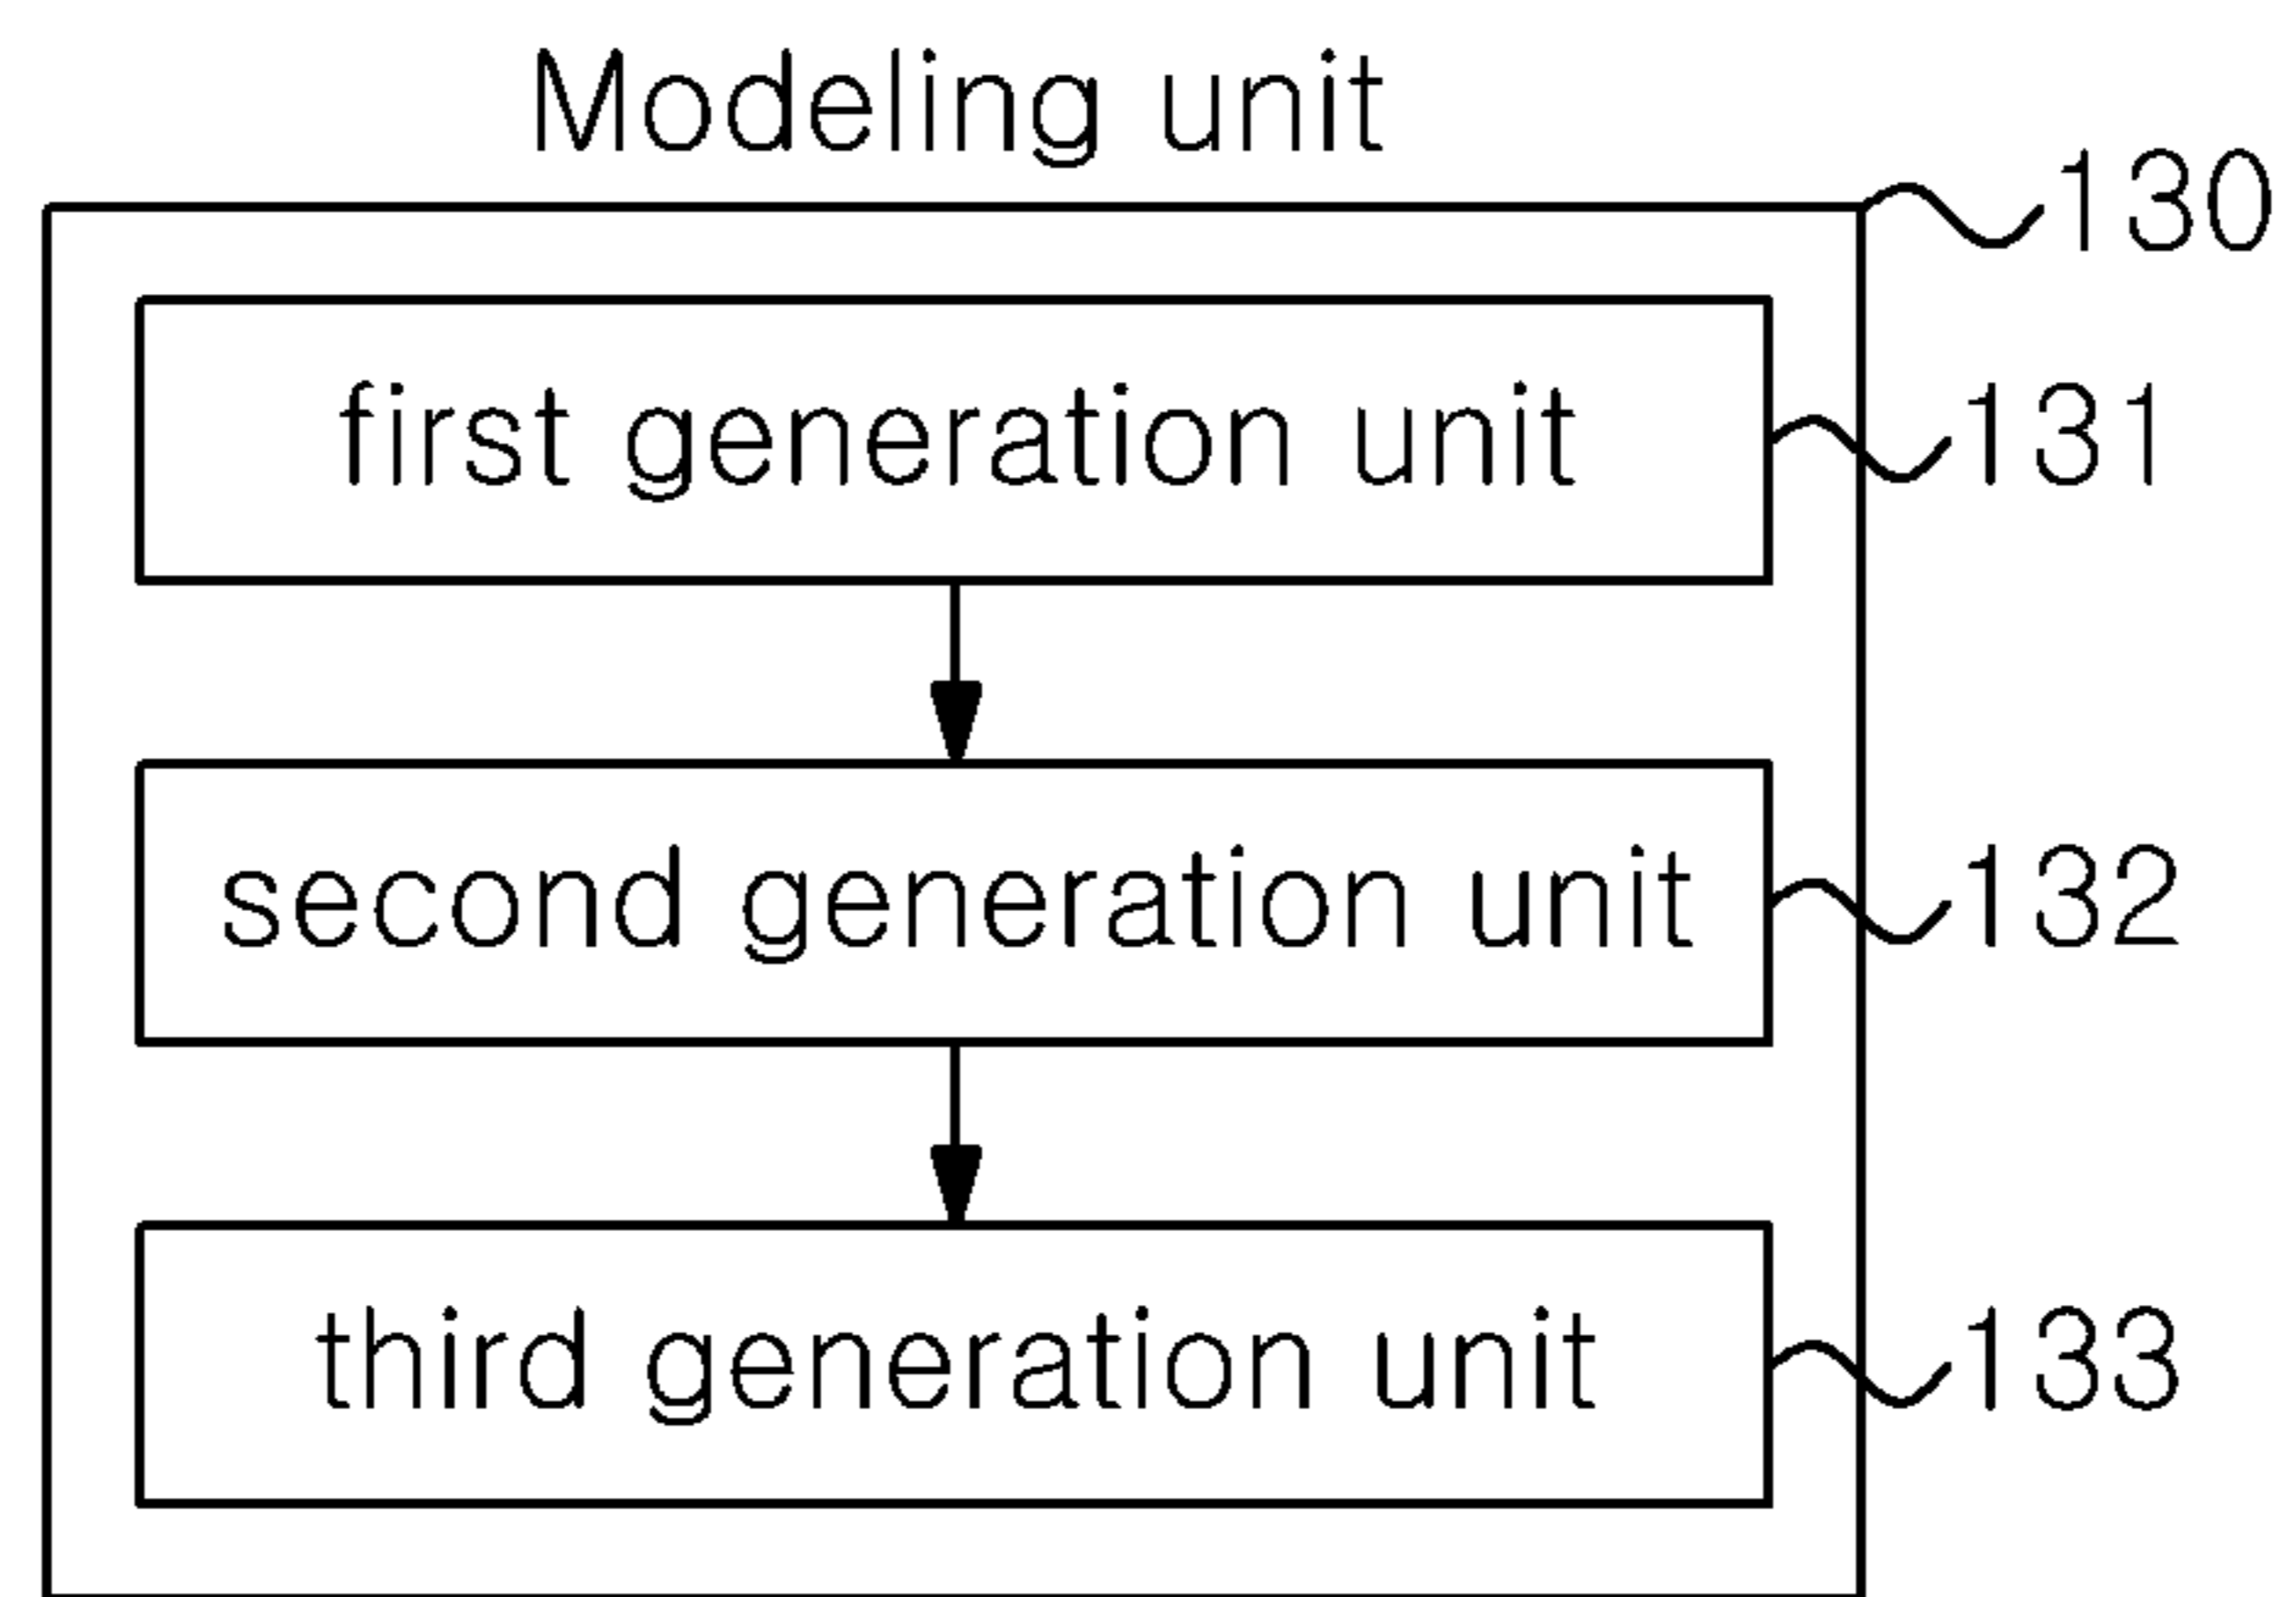 Modeling unit
130
first generation unit
131
second generation unit
132
third generation unit
133